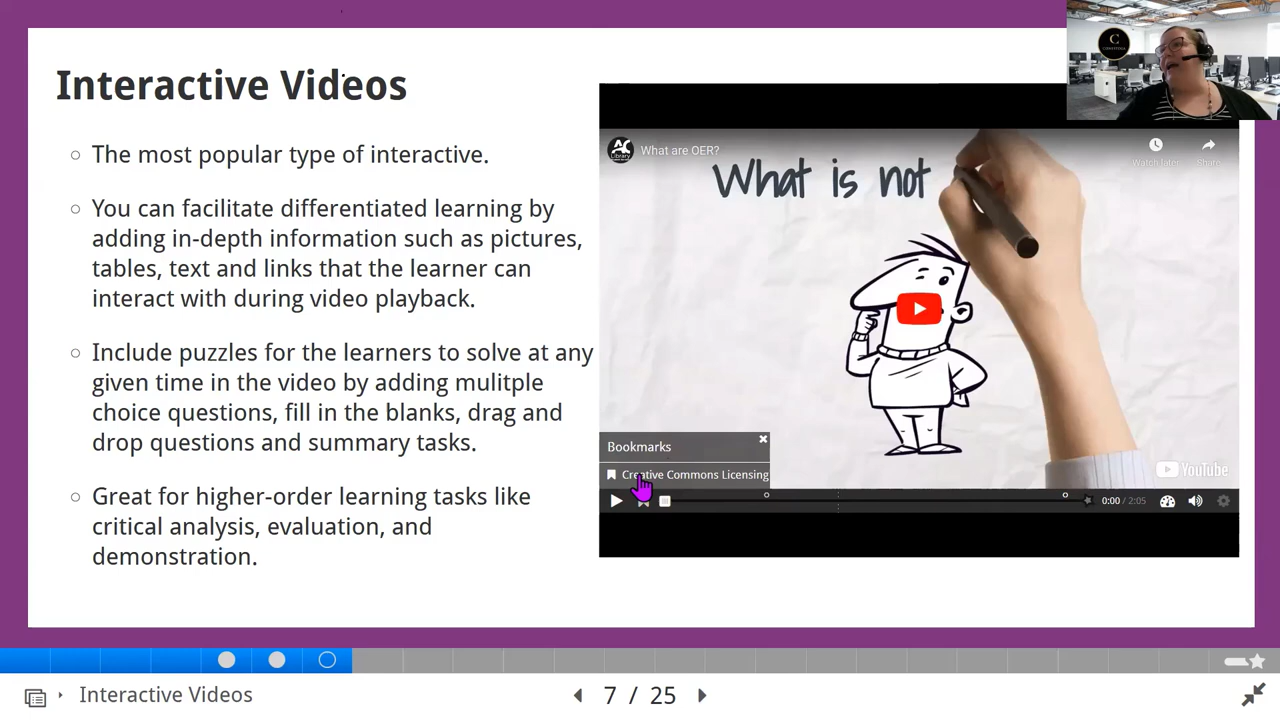 Interactive Videos
The most popular type of interactive.
You can facilitate differentiated learning by
adding in-depth information such as pictures,
tables, text and links that the learner can
interact with during video playback.
Include puzzles for the learners to solve at any
given time in the video by adding mulitple
choice questions, fill in the blanks, drag and
drop questions and summary tasks.
Great for higher-order learning tasks like
critical analysis, evaluation, and
demonstration.
C
AC
Library
What are OER?
Watch later
Share
What is not
YouTube
Bookmarks
Creative Commons Licensing
0:00 / 2:05
Interactive Videos
7 / 25